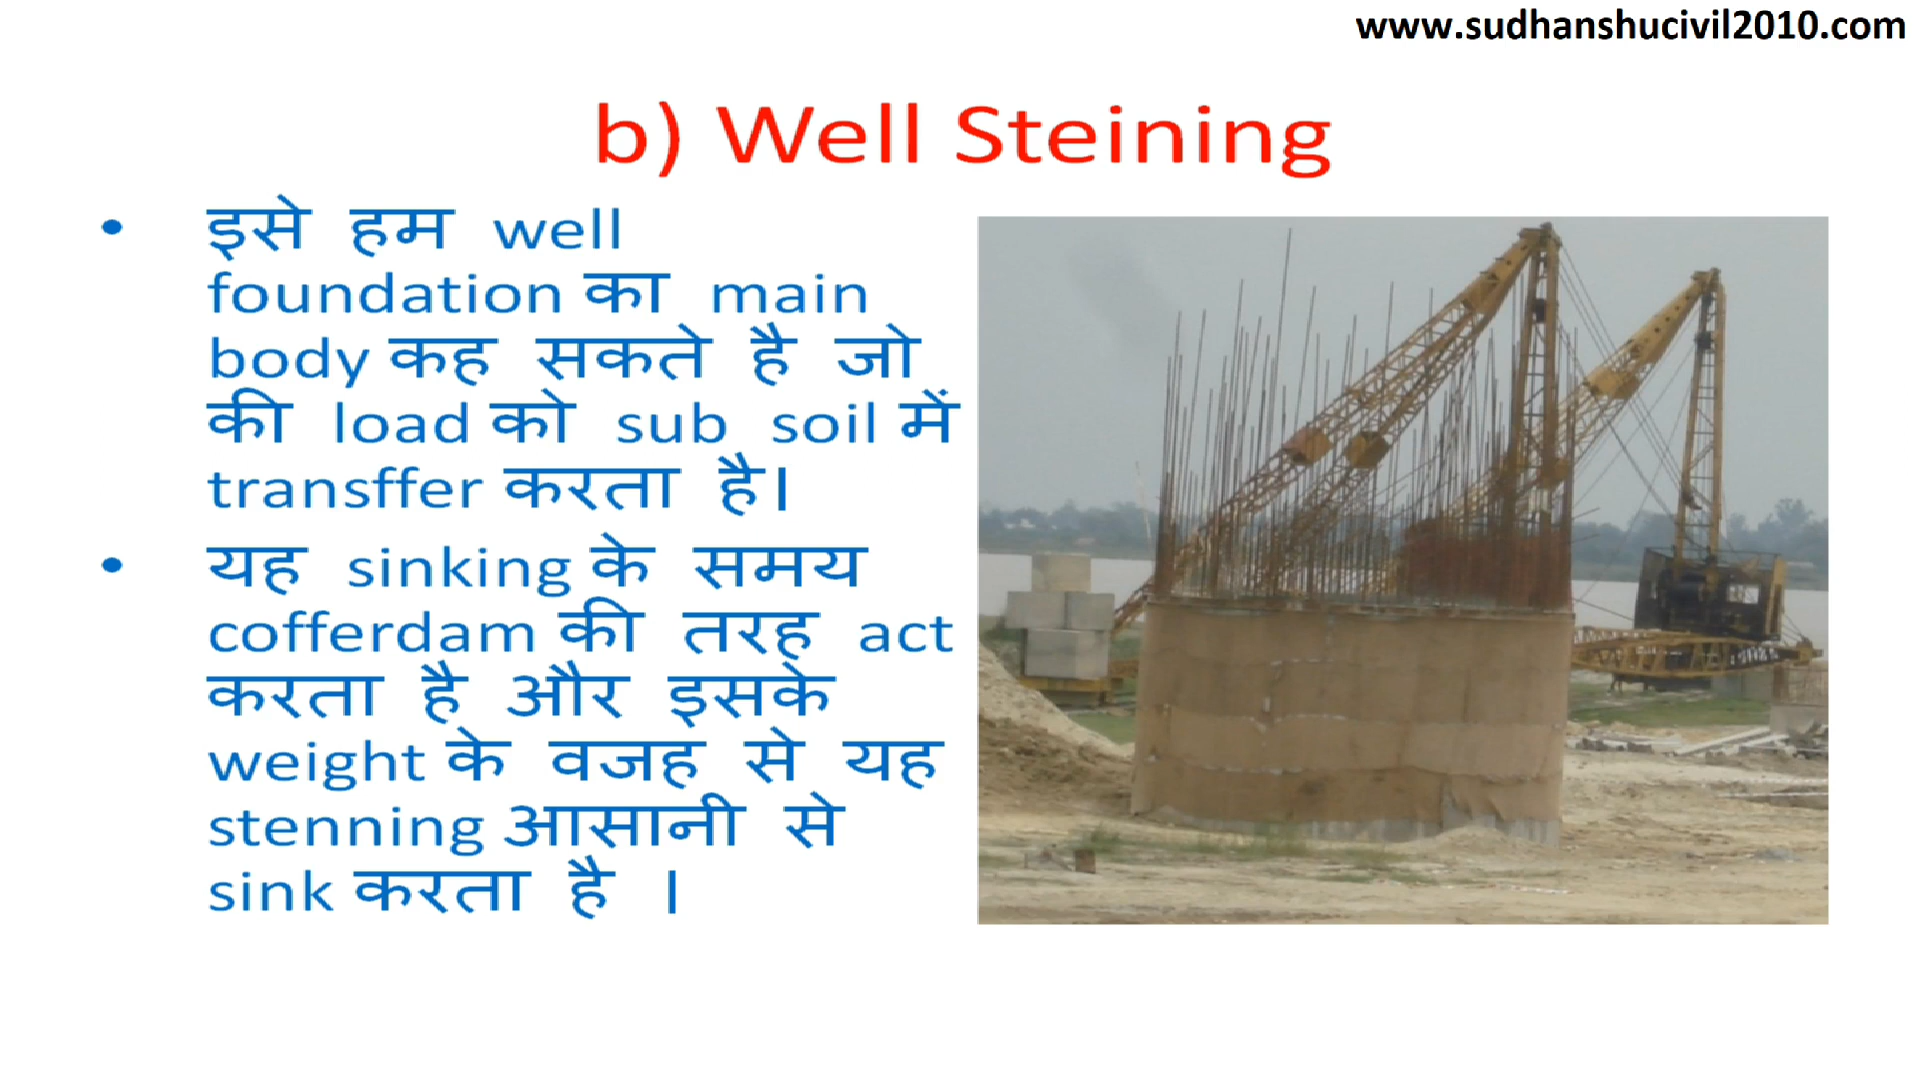 www.sudhanshucivil2010.com
b) Well Steining
• इसे हम well
foundation का main
body कह सकते है जो
की load को sub soil में
transffer करता है।
• यह sinking के समय
cofferdam की तरह act
करता है और इसके
weight के वजह से यह
stenning आसानी से
sink करता है ।